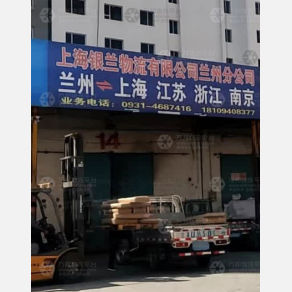 上海银兰物流有限公司兰州分公司
兰州⇌上海 江苏 浙江 南京
业务电话：0931-4687416 18109408377
14